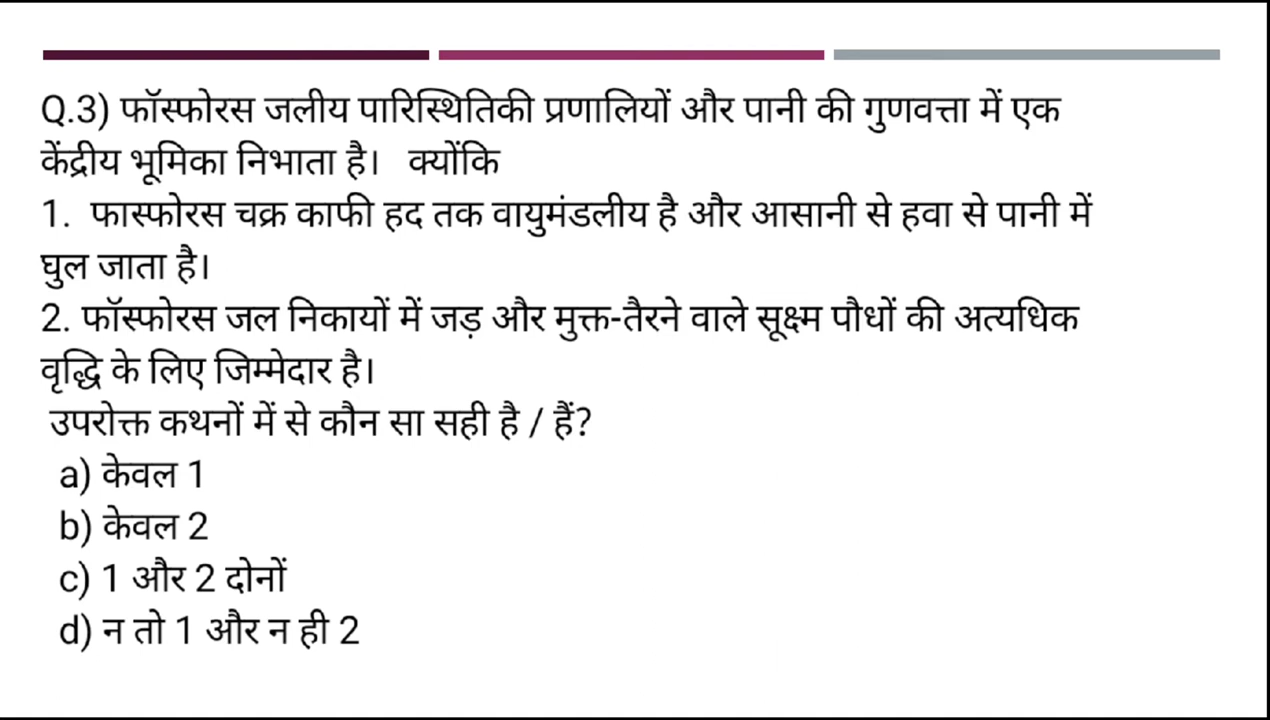 Q.3) फॉस्फोरस जलीय पारिस्थितिकी प्रणालियों और पानी की गुणवत्ता में एक
केंद्रीय भूमिका निभाता है। क्योंकि
1. फास्फोरस चक्र काफी हद तक वायुमंडलीय है और आसानी से हवा से पानी में
घुल जाता है।
2. फॉस्फोरस जल निकायों में जड़ और मुक्त-तैरने वाले सूक्ष्म पौधों की अत्यधिक
वृद्धि के लिए जिम्मेदार है।
उपरोक्त कथनों में से कौन सा सही है / हैं?
a) केवल 1
b) केवल 2
c) 1 और 2 दोनों
d) न तो 1 और न ही 2